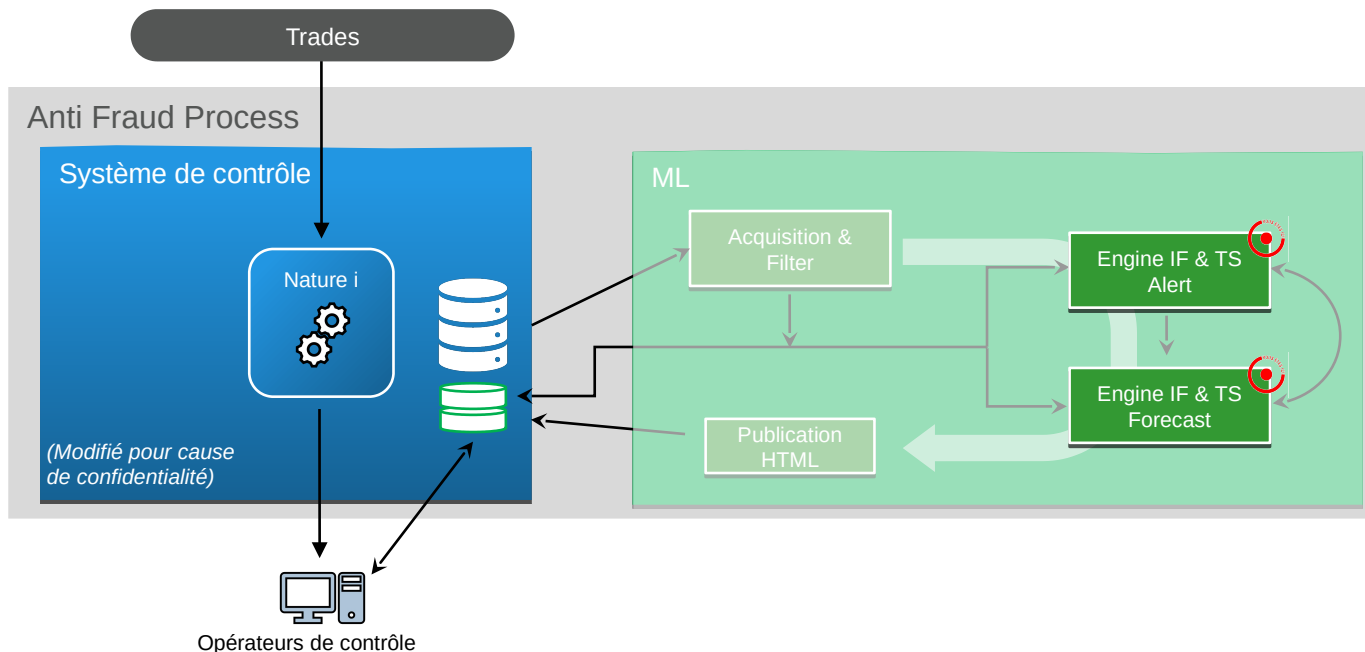 Trades
Anti Fraud Process
Système de contrôle
ML
Acquisition &
Filter
Engine IF & TS
Alert
Nature i
Engine IF & TS
Forecast
Publication
HTML
(Modifié pour cause
de confidentialité)
Opérateurs de contrôle